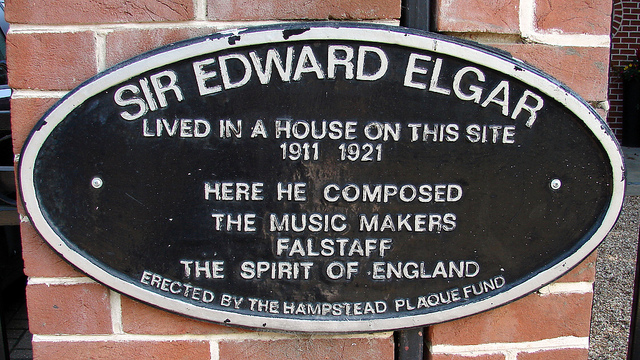 SIR EDWARD ELGAR
LIVED IN A HOUSE ON THIS SITE
1911 1921
HERE HE COMPOSED
THE MUSIC MAKERS
FALSTAFF
THE SPIRIT OF ENGLAND
ERECTED BY THE HAMPSTEAD PLAQUE FUND